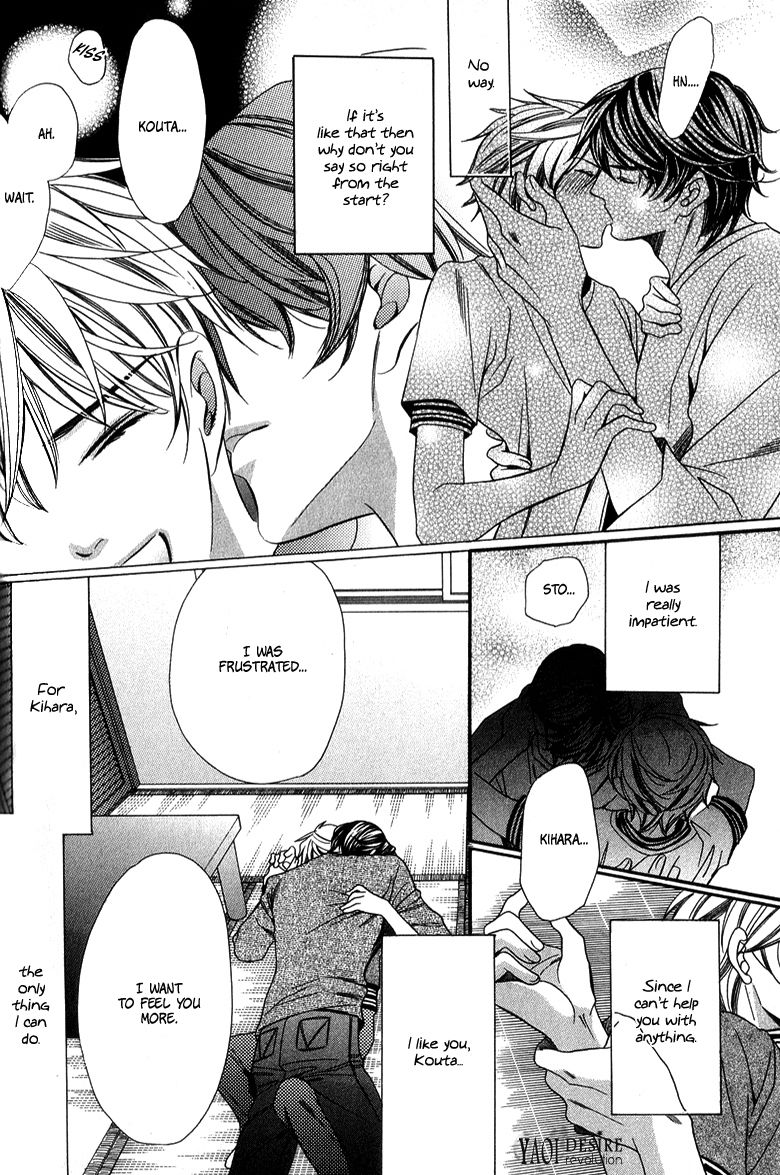 HN....
No
way.
If it's
like that then
why don't you
say so right
from the
start?
KOUTA...
KISS
AH.
WAIT.
I was
really
impatient.
STO...
KIHARA...
Since I
can't help
you with
anything.
I WAS
FRUSTRATED...
I like you,
Kouta...
I WANT
TO FEEL YOU
MORE.
For
Kihara,
the
only
thing
I can
do.
YAOI DESIRE
revolution